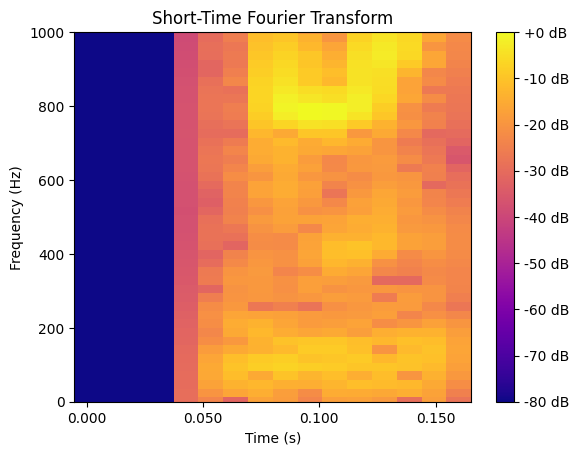 Short-Time Fourier Transform
Frequency (Hz)
1000
800
600
400
200
0
0.000
0.050
0.100
0.150
Time (s)
+0 dB
-10 dB
-20 dB
-30 dB
-40 dB
-50 dB
-60 dB
-70 dB
-80 dB